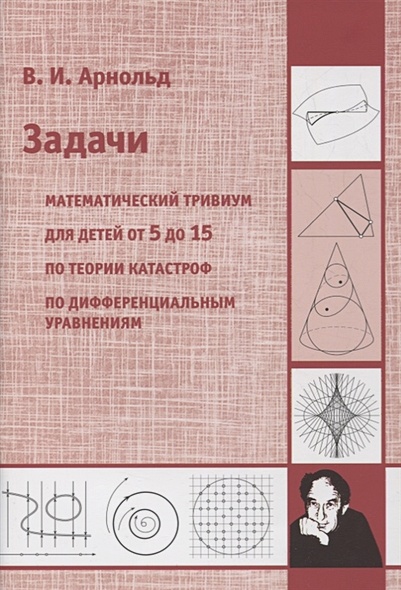 В. И. Арнольд
Задачи
МАТЕМАТИЧЕСКИЙ ТРИВИУМ
ДЛЯ ДЕТЕЙ ОТ 5 ДО 15
ПО ТЕОРИИ КАТАСТРОФ
ПО ДИФФЕРЕНЦИАЛЬНЫМ
УРАВНЕНИЯМ